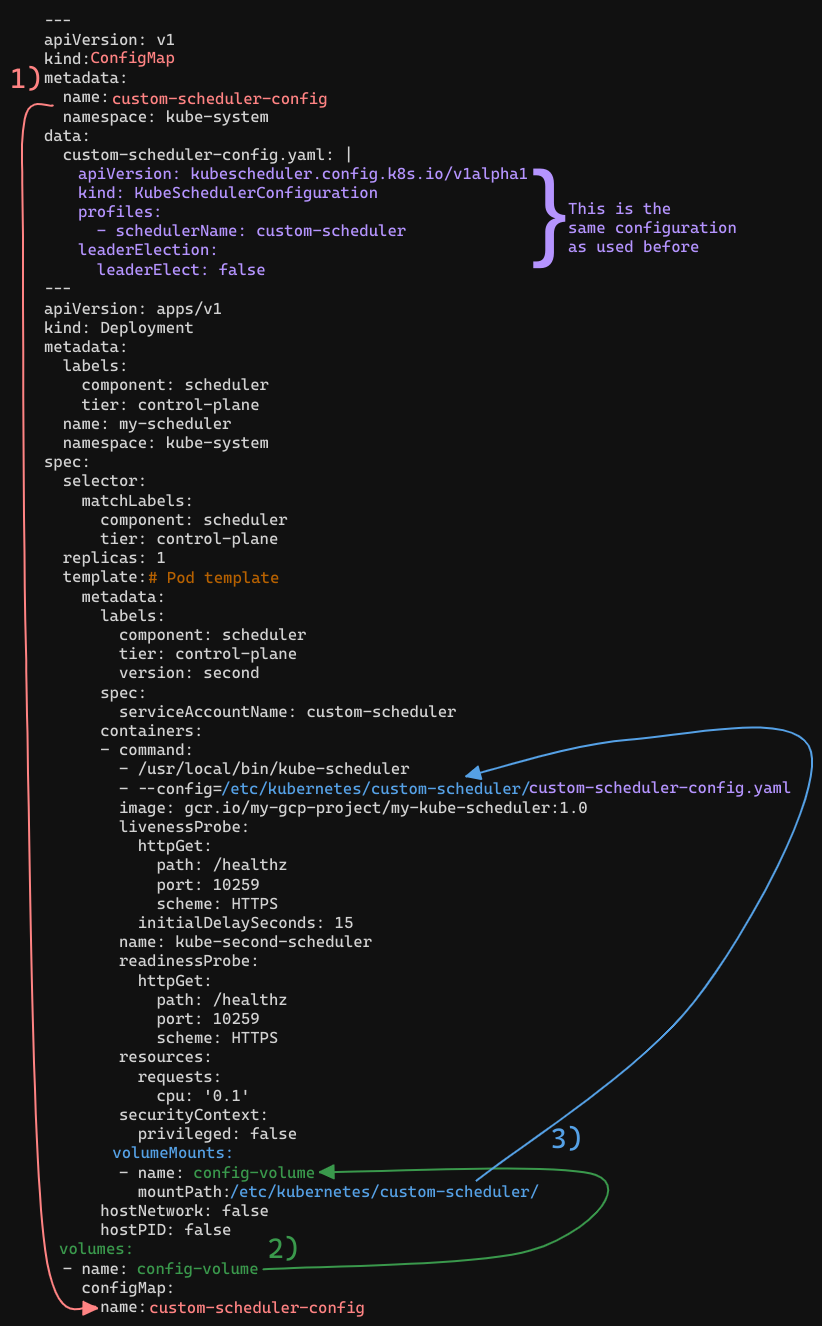 ---
apiVersion: v1
kind:ConfigMap
1)
metadata:
  name:custom-scheduler-config
  namespace: kube-system
data:
  custom-scheduler-config.yaml: |
    apiVersion: kubescheduler.config.k8s.io/v1alpha1
    kind: KubeSchedulerConfiguration
    profiles:
      - schedulerName: custom-scheduler
    leaderElection:
      leaderElect: false
}
This is the
same configuration
as used before
---
apiVersion: apps/v1
kind: Deployment
metadata:
  labels:
    component: scheduler
    tier: control-plane
  name: my-scheduler
  namespace: kube-system
spec:
  selector:
    matchLabels:
      component: scheduler
      tier: control-plane
  replicas: 1
  template:# Pod template
    metadata:
      labels:
        component: scheduler
        tier: control-plane
        version: second
      spec:
        serviceAccountName: custom-scheduler
      containers:
      - command:
        - /usr/local/bin/kube-scheduler
        - --config=/etc/kubernetes/custom-scheduler/custom-scheduler-config.yaml
        image: gcr.io/my-gcp-project/my-kube-scheduler:1.0
        livenessProbe:
          httpGet:
            path: /healthz
            port: 10259
            scheme: HTTPS
          initialDelaySeconds: 15
        name: kube-second-scheduler
        readinessProbe:
          httpGet:
            path: /healthz
            port: 10259
            scheme: HTTPS
        resources:
          requests:
            cpu: '0.1'
        securityContext:
          privileged: false
3)
       volumeMounts:
        - name: config-volume
          mountPath:/etc/kubernetes/custom-scheduler/
      hostNetwork: false
      hostPID: false
2)
  volumes:
  - name: config-volume
    configMap:
      name:custom-scheduler-config